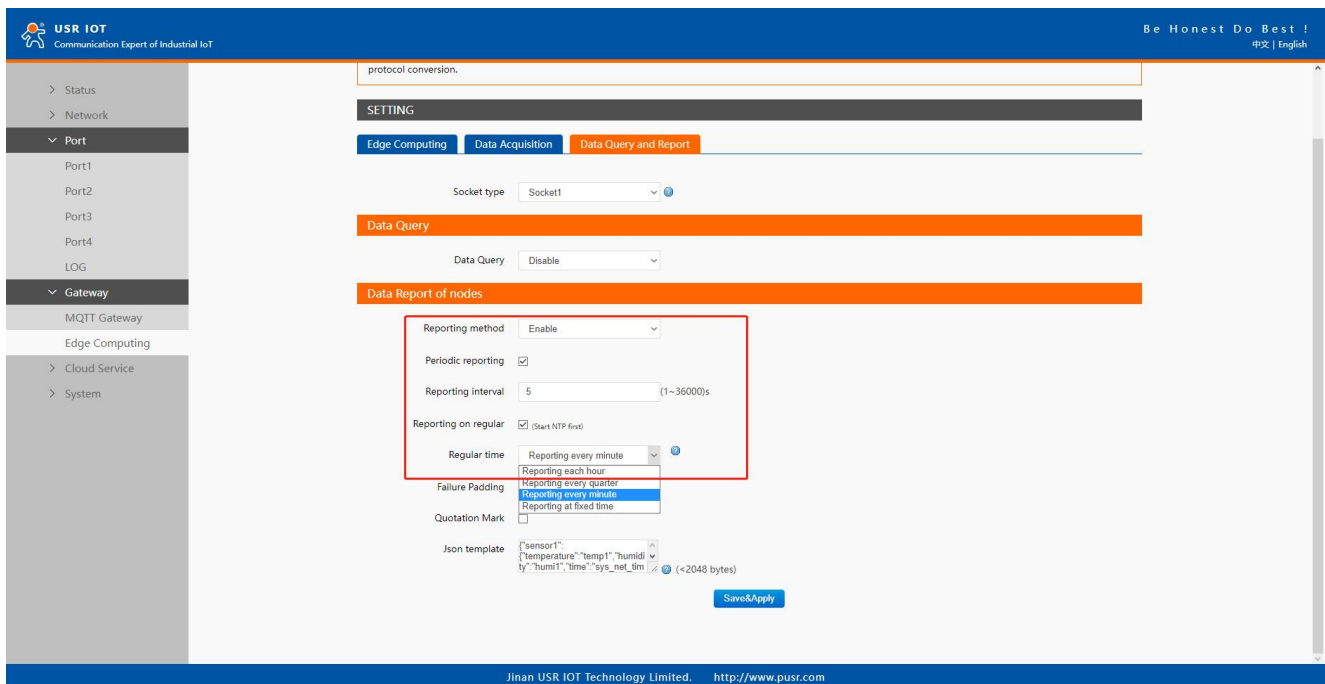 USR IOT
Communication Expert of Industrial IoT
Be Honest Do Best !
中文 | English
> Status
> Network
Port
Port1
Port2
Port3
Port4
LOG
Gateway
MQTT Gateway
Edge Computing
> Cloud Service
> System
protocol conversion.
SETTING
Edge Computing Data Acquisition Data Query and Report
Socket type Socket1
Data Query
Data Query Disable
Data Report of nodes
Reporting method Enable
Periodic reporting
Reporting interval 5 (1~36000)s
Reporting on regular (Start NTP first)
Regular time Reporting every minute
Reporting each hour
Failure Padding Reporting every quarter
Reporting every minute
Reporting at fixed time
Quotation Mark
Json template {"sensor1":
{"temperature":"temp1","humidi
ty":"humi1","time":"sys_net_tim (<2048 bytes)
Save&Apply
Jinan USR IOT Technology Limited. http://www.pusr.com